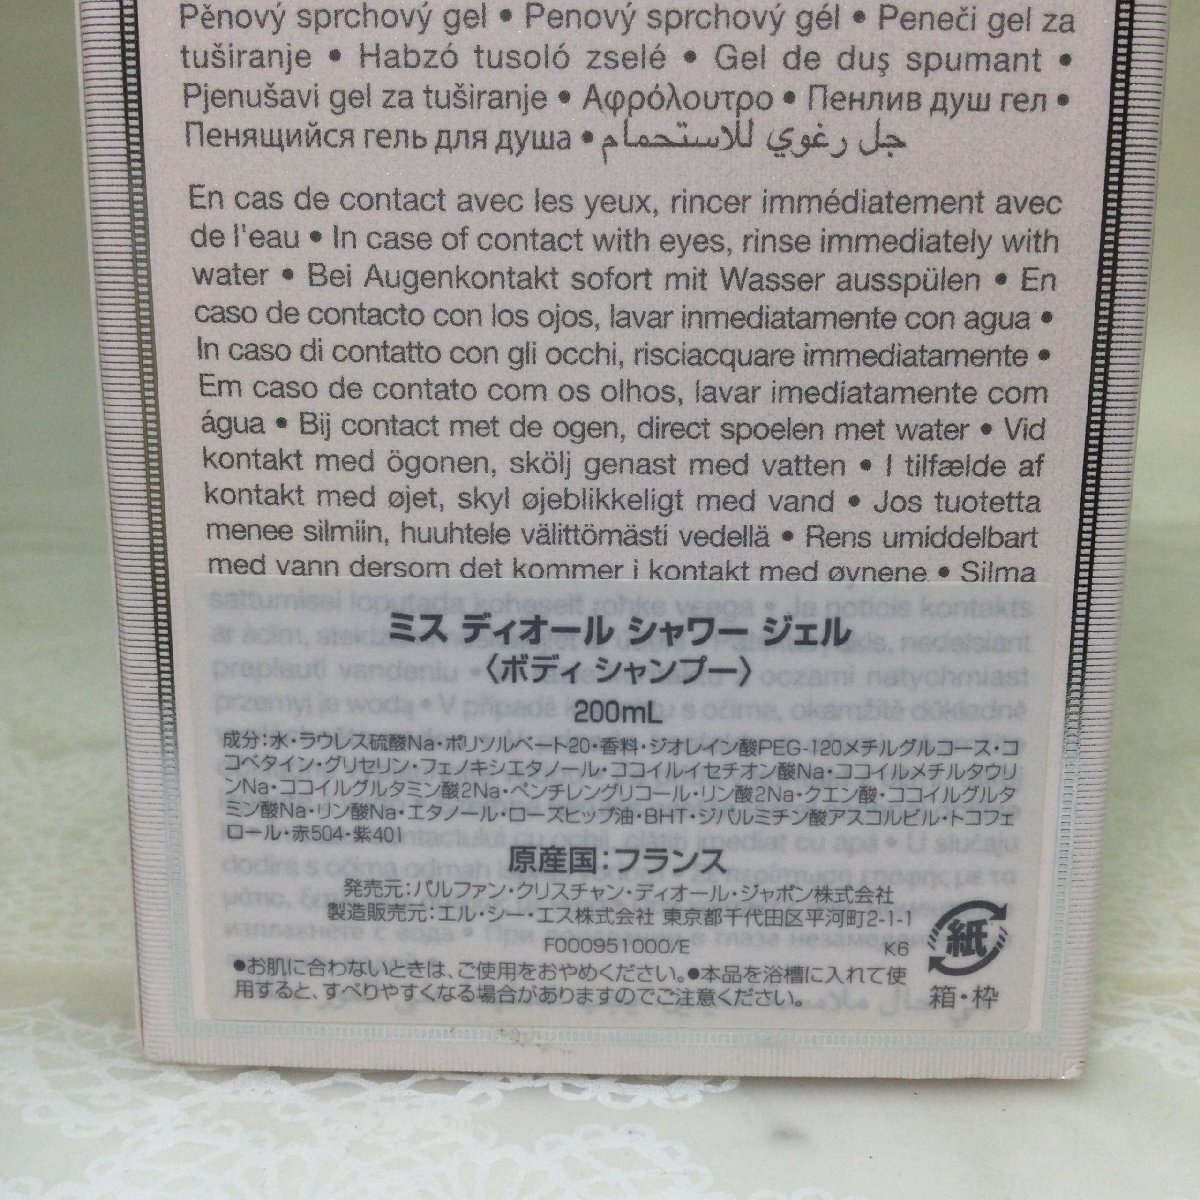 Pěnový sprchový gel • Penový sprchový gél • Peneči gel za
tuširanje • Habzó tusoló zselé • Gel de duş spumant •
Pjenušavi gel za tuširanje • Αφρόλουτρο • Пенлив душ гел •
Пенящийся гель для душа • جل رغوي للاستحمام
En cas de contact avec les yeux, rincer immédiatement avec
de l'eau • In case of contact with eyes, rinse immediately with
water • Bei Augenkontakt sofort mit Wasser ausspülen • En
caso de contacto con los ojos, lavar inmediatamente con agua •
In caso di contatto con gli occhi, risciacquare immediatamente •
Em caso de contato com os olhos, lavar imediatamente com
água • Bij contact met de ogen, direct spoelen met water • Vid
kontakt med ögonen, skölj genast med vatten • I tilfælde af
kontakt med øjet, skyl øjeblikkeligt med vand • Jos tuotetta
menee silmiin, huuhtele välittömästi vedellä • Rens umiddelbart
med vann dersom det kommer i kontakt med øynene • Silma
ミス ディオール シャワー ジェル
〈ボディ シャンプー〉
200mL
成分:水・ラウレス硫酸Na・ポリソルベート20・香料・ジオレイン酸PEG-120メチルグルコース・コ
コベタイン・グリセリン・フェノキシエタノール・ココイルイセチオン酸Na・ココイルメチルタウリ
ンNa・ココイルグルタミン酸2Na・ペンチレングリコール・リン酸2Na・クエン酸・ココイルグルタ
ミン酸Na・リン酸Na・エタノール・ローズヒップ油・BHT・ジパルミチン酸アスコルビル・トコフェ
ロール・赤504・紫401
原産国:フランス
発売元:パルファン・クリスチャン・ディオール・ジャポン株式会社
製造販売元:エル・シー・エス株式会社 東京都千代田区平河町2-1-1
F000951000/E K6
●お肌に合わないときは、ご使用をおやめください。●本品を浴槽に入れて使
用すると、すべりやすくなる場合がありますのでご注意ください。
紙
箱・枠